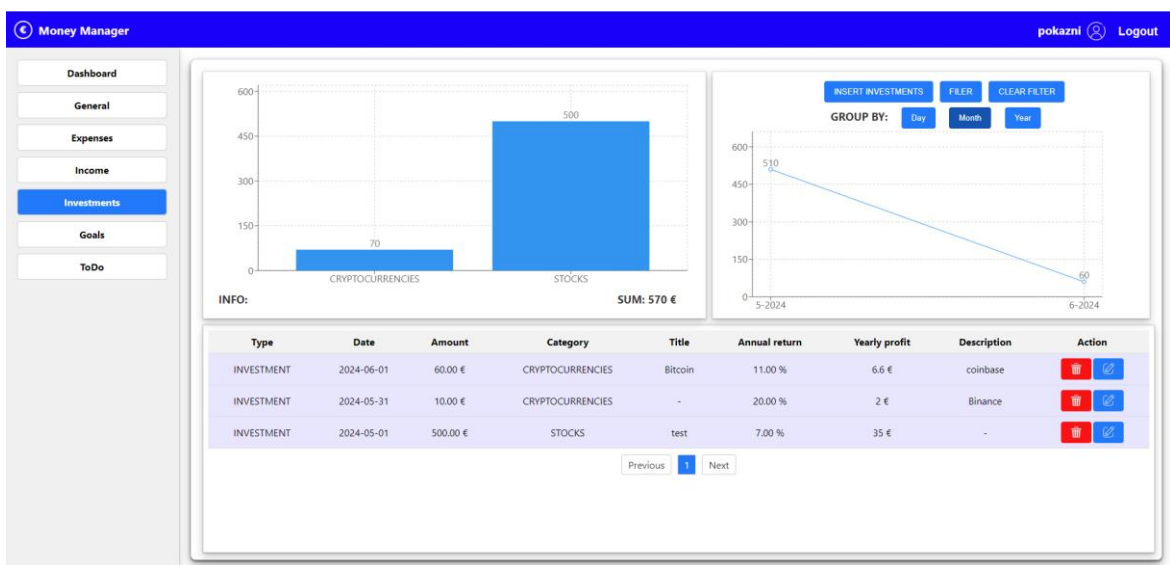 € Money Manager
pokazni Logout
Dashboard
General
Expenses
Income
Investments
Goals
ToDo
600
450
300
150
0
70
500
CRYPTOCURRENCIES STOCKS
INFO: SUM: 570 €
INSERT INVESTMENTS FILER CLEAR FILTER
GROUP BY: Day Month Year
600
450
300
150
0
510
60
5-2024 6-2024
Type Date Amount Category Title Annual return Yearly profit Description Action
INVESTMENT 2024-06-01 60.00 € CRYPTOCURRENCIES Bitcoin 11.00 % 6.6 € coinbase
INVESTMENT 2024-05-31 10.00 € CRYPTOCURRENCIES - 20.00 % 2 € Binance
INVESTMENT 2024-05-01 500.00 € STOCKS test 7.00 % 35 € -
Previous 1 Next